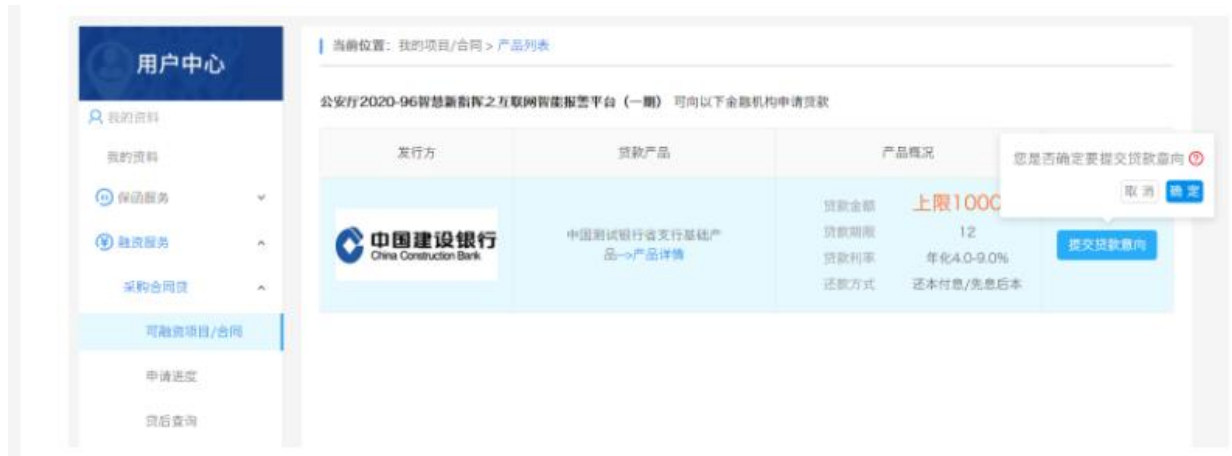 用户中心
我的资料
我的资料
保函服务
融资服务
采购合同贷
可融资项目/合同
申请进度
贷后查询
当前位置：我的项目/合同 > 产品列表
公安厅2020-96智慧新指挥之互联网智能报警平台（一期） 可向以下金融机构申请贷款
发行方 贷款产品 产品概况
中国建设银行
China Construction Bank
中国测试银行省支行基础产
品-->产品详情
贷款金额 上限1000
贷款期限 12
贷款利率 年化4.0-9.0%
还款方式 还本付息/先息后本
您是否确定要提交贷款意向
取消 确定
提交贷款意向